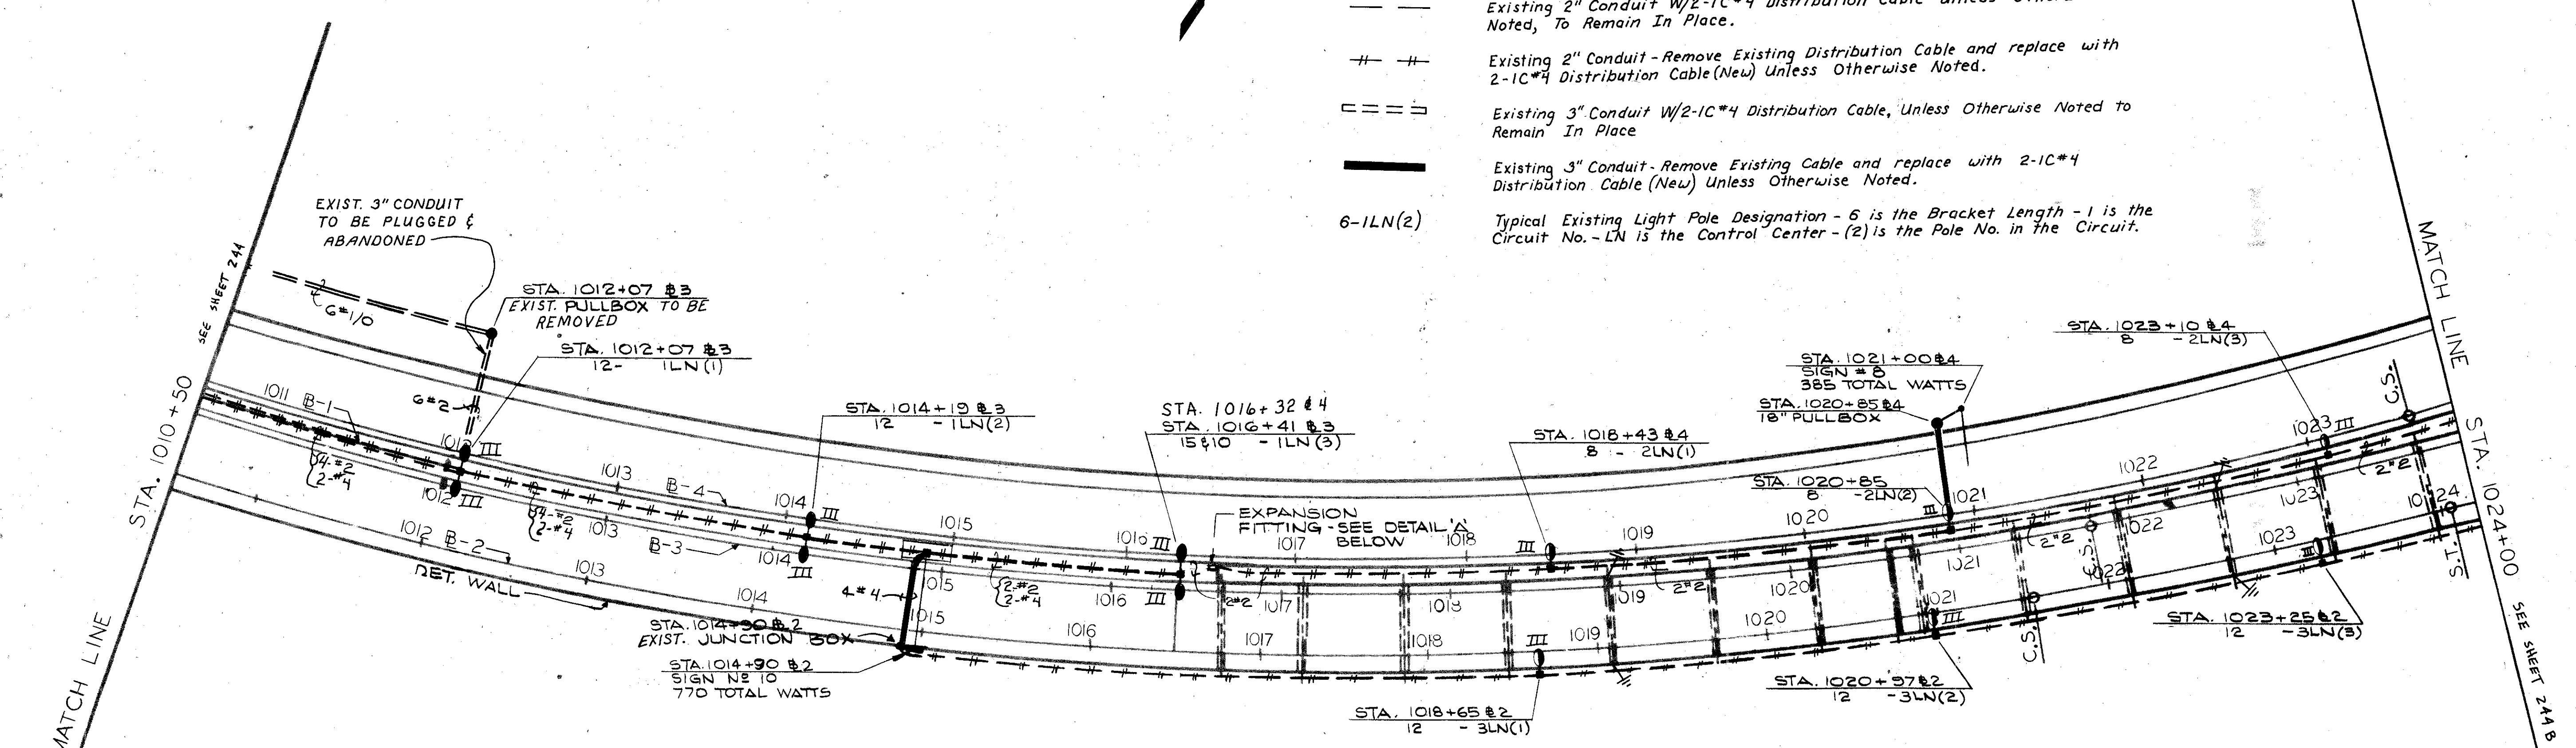 Existing 2" Conduit W/2-1C#4 Distribution Cable Unless
Noted, To Remain In Place.
Existing 2" Conduit - Remove Existing Distribution Cable and replace with
2-1C#4 Distribution Cable (New) Unless Otherwise Noted.
Existing 3" Conduit W/2-1C#4 Distribution Cable, Unless Otherwise Noted to
Remain In Place
Existing 3" Conduit - Remove Existing Cable and replace with 2-1C#4
Distribution Cable (New) Unless Otherwise Noted.
6-1LN(2)
Typical Existing Light Pole Designation - 6 is the Bracket Length - 1 is the
Circuit No. - LN is the Control Center - (2) is the Pole No. in the Circuit.
EXIST. 3" CONDUIT
TO BE PLUGGED &
ABANDONED
SEE SHEET 244
6#1/0
STA. 1012+07 ℄3
EXIST. PULLBOX TO BE
REMOVED
STA. 1012+07 ℄3
12- 1LN(1)
6#2
STA. 1014+19 ℄3
12 - 1LN(2)
STA. 1016+32 ℄4
STA. 1016+41 ℄3
15&10 - 1LN(3)
STA. 1018+43 ℄4
8 - 2LN(1)
STA. 1021+00 ℄4
SIGN #8
385 TOTAL WATTS
STA. 1020+85 ℄4
18" PULLBOX
STA. 1020+85
8 - 2LN(2)
STA. 1023+10 ℄4
8 - 2LN(3)
MATCH LINE
STA. 1024+00
SEE SHEET 244B
STA. 1010+50
MATCH LINE
1011 ℄B-1
1012 III
1012 III
4-#2
2-#4
4-#2
2-#4
1013
1013
℄B-4
℄B-3
1014 III
1014
III
1015
1015
1016 III
1016
III
EXPANSION
FITTING - SEE DETAIL 'A'
BELOW
1017
1018
III
1019
1020
III
1021
1022
1023 III
C.S.
2-#2
2-#4
2#2
1017
1018
1019
2#2
1020
1021
2#2
C.S.
1022
1023
2#2
1024
1012
℄B-2
RET. WALL
1013
1014
4-#4
1015
1016
1017
1018
III
1019
1020
1021
III
C.S.
1022
1023
III
S.T.
STA. 1014+90 ℄2
EXIST. JUNCTION BOX
STA. 1014+90 ℄2
SIGN Nº 10
770 TOTAL WATTS
STA. 1018+65 ℄2
12 - 3LN(1)
STA. 1020+97 ℄2
12 - 3LN(2)
STA. 1023+25 ℄2
12 - 3LN(3)